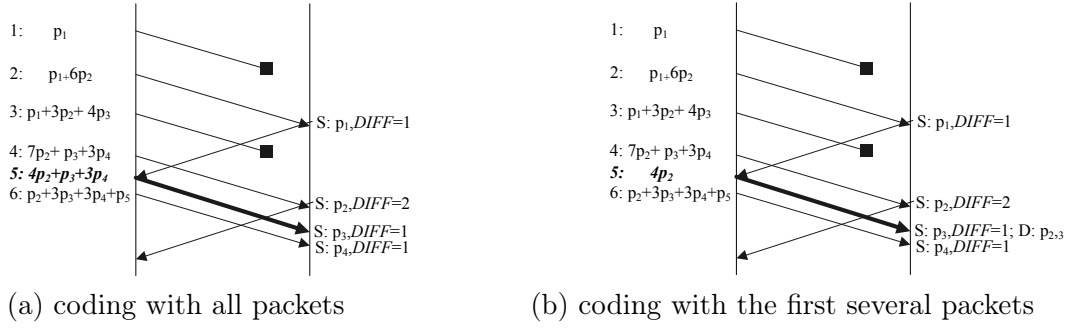 1: p₁
2: p₁₊6p₂
3: p₁+3p₂+ 4p₃
4: 7p₂+ p₃+3p₄
5: 4p₂+p₃+3p₄
6: p₂+3p₃+3p₄+p₅
S: p₁,DIFF=1
S: p₂,DIFF=2
S: p₃,DIFF=1
S: p₄,DIFF=1
(a) coding with all packets
1: p₁
2: p₁₊6p₂
3: p₁+3p₂+ 4p₃
4: 7p₂+ p₃+3p₄
5: 4p₂
6: p₂+3p₃+3p₄+p₅
S: p₁,DIFF=1
S: p₂,DIFF=2
S: p₃,DIFF=1; D: p₂,₃
S: p₄,DIFF=1
(b) coding with the first several packets